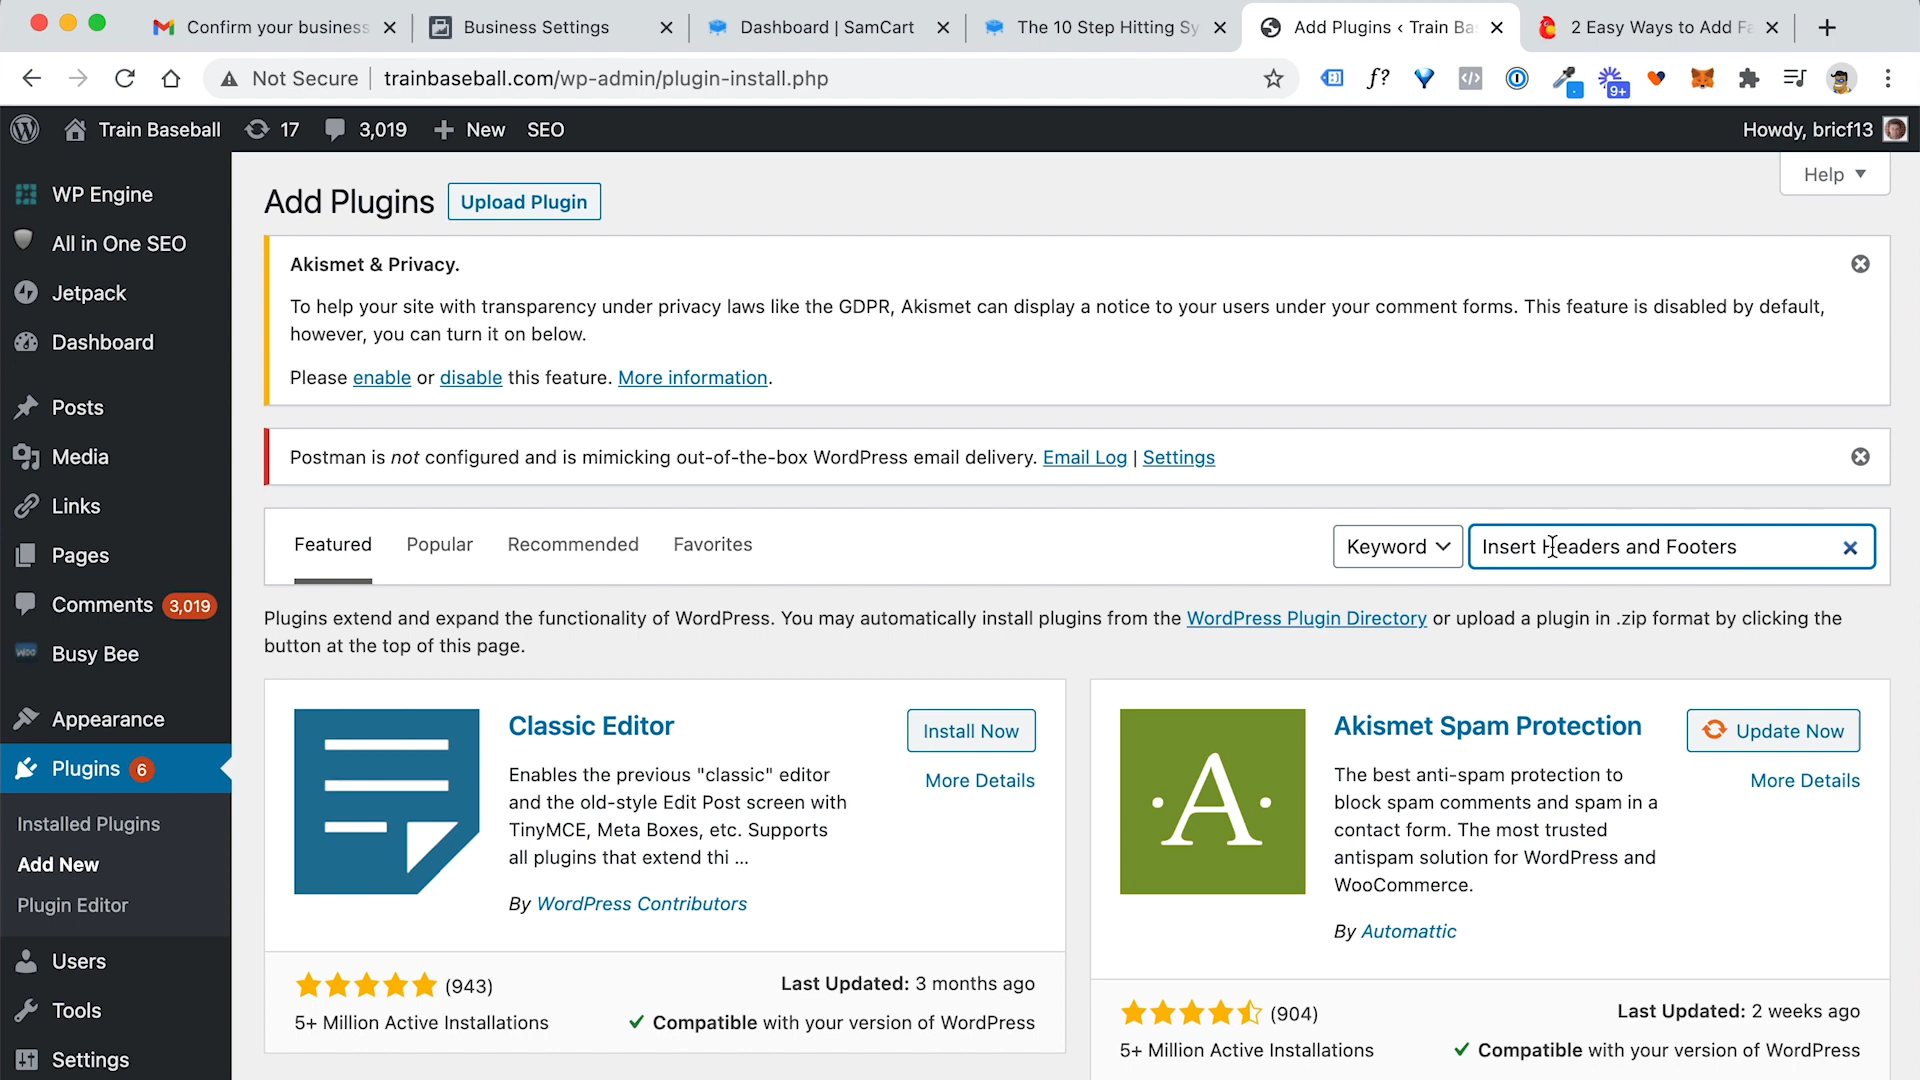 Confirm your business
Business Settings
Dashboard | SamCart
The 10 Step Hitting Sy
Add Plugins ‹ Train Ba
2 Easy Ways to Add Fa
Not Secure
trainbaseball.com/wp-admin/plugin-install.php
f?
9+
Train Baseball
17
3,019
New
SEO
Howdy, bricf13
WP Engine
All in One SEO
Jetpack
Dashboard
Posts
Media
Links
Pages
Comments 3,019
Busy Bee
Appearance
Plugins 6
Installed Plugins
Add New
Plugin Editor
Users
Tools
Settings
Help
Add Plugins
Upload Plugin
Akismet & Privacy.
To help your site with transparency under privacy laws like the GDPR, Akismet can display a notice to your users under your comment forms. This feature is disabled by default,
however, you can turn it on below.
Please enable or disable this feature. More information.
Postman is not configured and is mimicking out-of-the-box WordPress email delivery. Email Log | Settings
Featured
Popular
Recommended
Favorites
Keyword
Insert Headers and Footers
Plugins extend and expand the functionality of WordPress. You may automatically install plugins from the WordPress Plugin Directory or upload a plugin in .zip format by clicking the
button at the top of this page.
Classic Editor
Install Now
More Details
Enables the previous "classic" editor
and the old-style Edit Post screen with
TinyMCE, Meta Boxes, etc. Supports
all plugins that extend thi ...
By WordPress Contributors
(943)
Last Updated: 3 months ago
5+ Million Active Installations
Compatible with your version of WordPress
A
Akismet Spam Protection
Update Now
More Details
The best anti-spam protection to
block spam comments and spam in a
contact form. The most trusted
antispam solution for WordPress and
WooCommerce.
By Automattic
(904)
Last Updated: 2 weeks ago
5+ Million Active Installations
Compatible with your version of WordPress